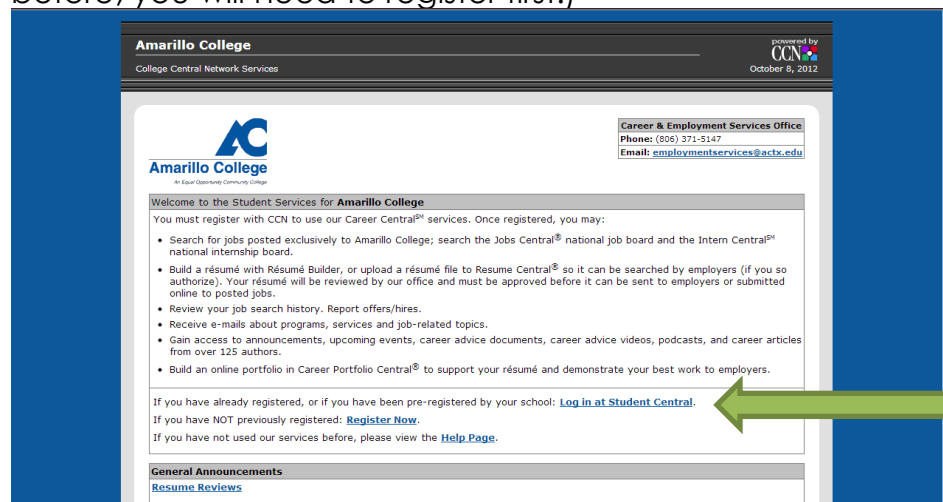 before, you will need to register first.)
Amarillo College
powered by
CCN
College Central Network Services
October 8, 2012
AC
Amarillo College
An Equal Opportunity Community College
Career & Employment Services Office
Phone: (806) 371-5147
Email: employmentservices@actx.edu
Welcome to the Student Services for Amarillo College
You must register with CCN to use our Career Central℠ services. Once registered, you may:
• Search for jobs posted exclusively to Amarillo College; search the Jobs Central® national job board and the Intern Central℠
national internship board.
• Build a résumé with Résumé Builder, or upload a résumé file to Resume Central® so it can be searched by employers (if you so
authorize). Your résumé will be reviewed by our office and must be approved before it can be sent to employers or submitted
online to posted jobs.
• Review your job search history. Report offers/hires.
• Receive e-mails about programs, services and job-related topics.
• Gain access to announcements, upcoming events, career advice documents, career advice videos, podcasts, and career articles
from over 125 authors.
• Build an online portfolio in Career Portfolio Central® to support your résumé and demonstrate your best work to employers.
If you have already registered, or if you have been pre-registered by your school: Log in at Student Central.
If you have NOT previously registered: Register Now.
If you have not used our services before, please view the Help Page.
General Announcements
Resume Reviews